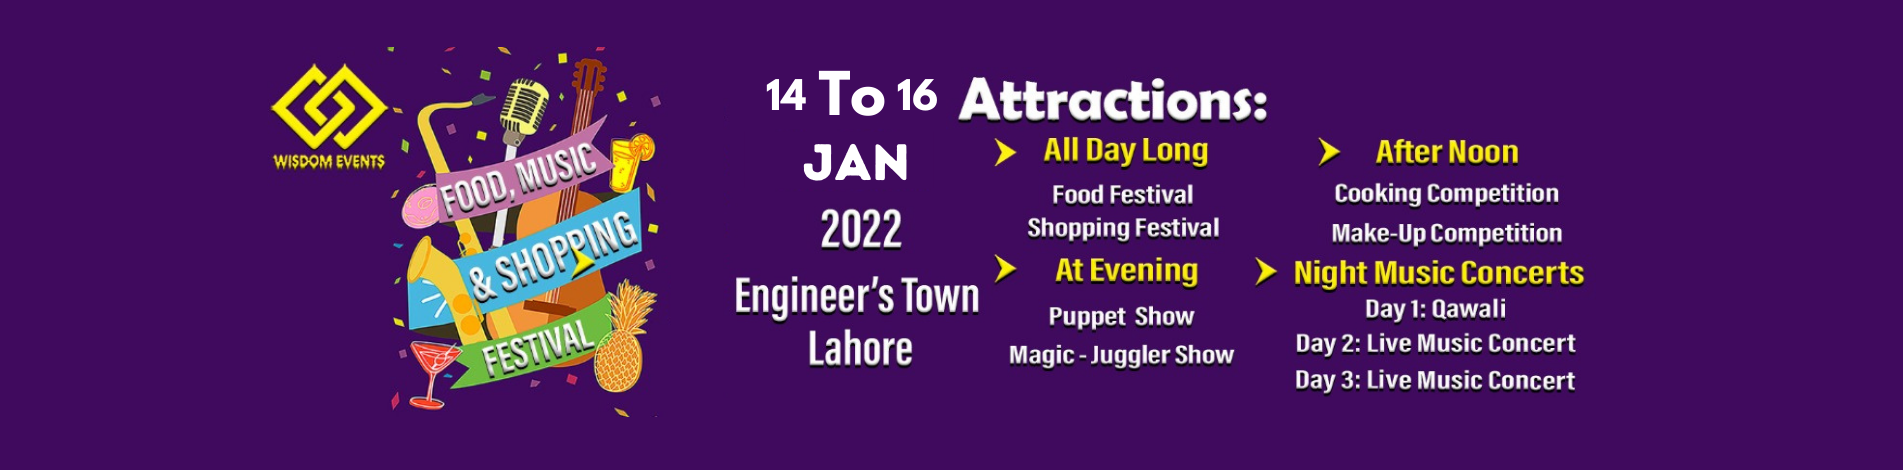 WISDOM EVENTS
FOOD, MUSIC
& SHOPPING
FESTIVAL
14 To 16
JAN
2022
Engineer's Town
Lahore
Attractions:
All Day Long
Food Festival
Shopping Festival
At Evening
Puppet Show
Magic - Juggler Show
After Noon
Cooking Competition
Make-Up Competition
Night Music Concerts
Day 1: Qawali
Day 2: Live Music Concert
Day 3: Live Music Concert